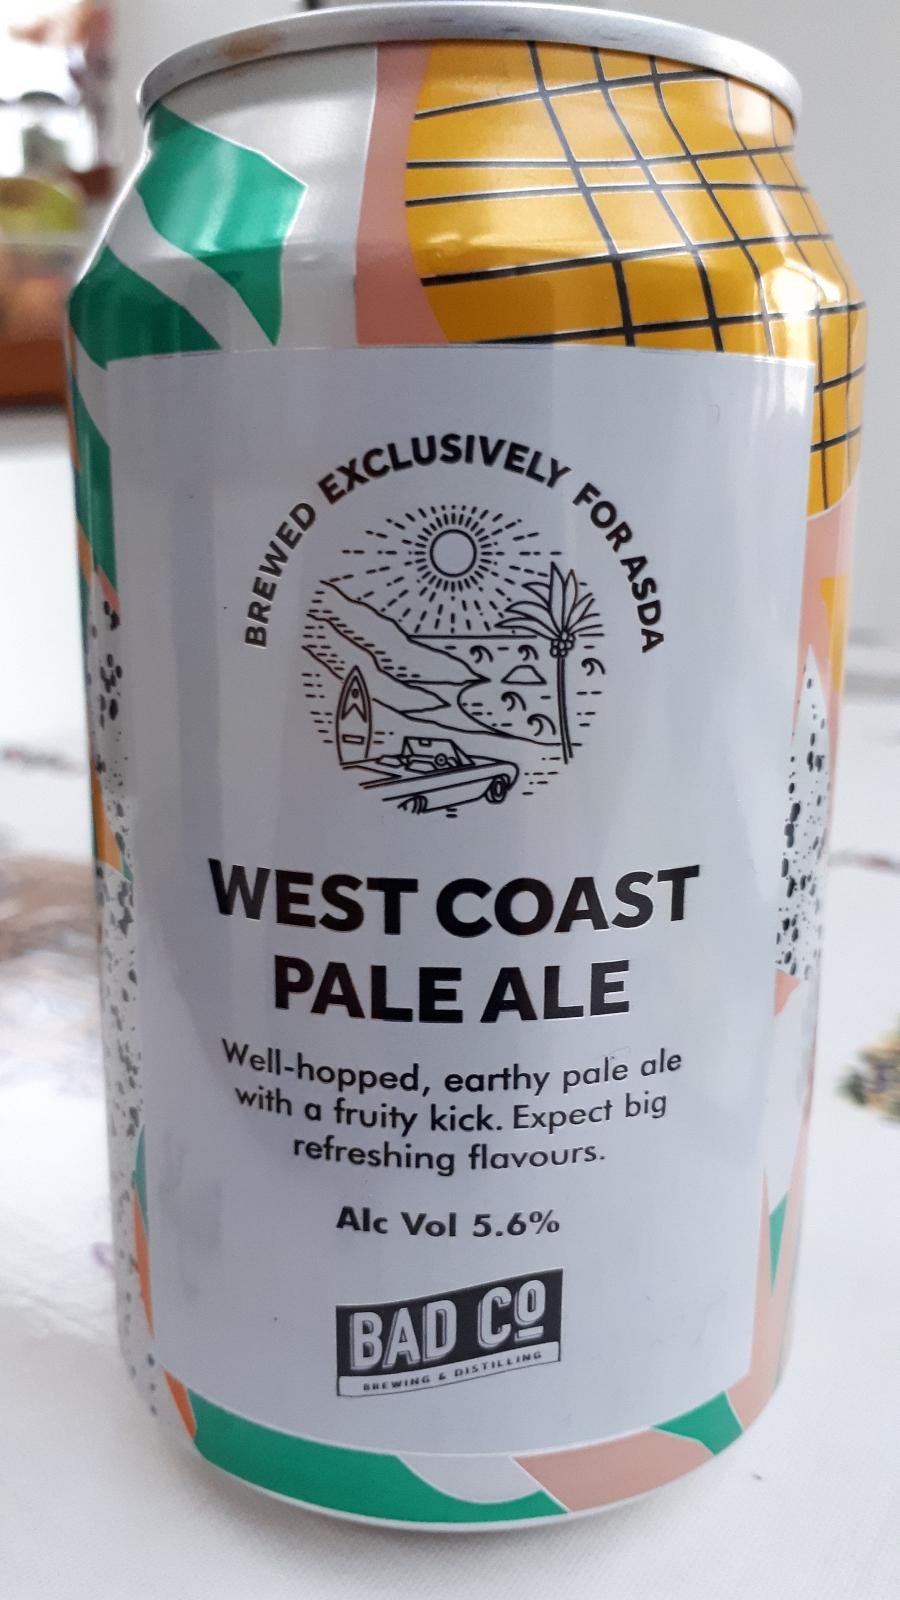 BREWED EXCLUSIVELY FOR ASDA
WEST COAST
PALE ALE
Well-hopped, earthy pale ale
with a fruity kick. Expect big
refreshing flavours.
Alc Vol 5.6%
BAD Co
BREWING & DISTILLING